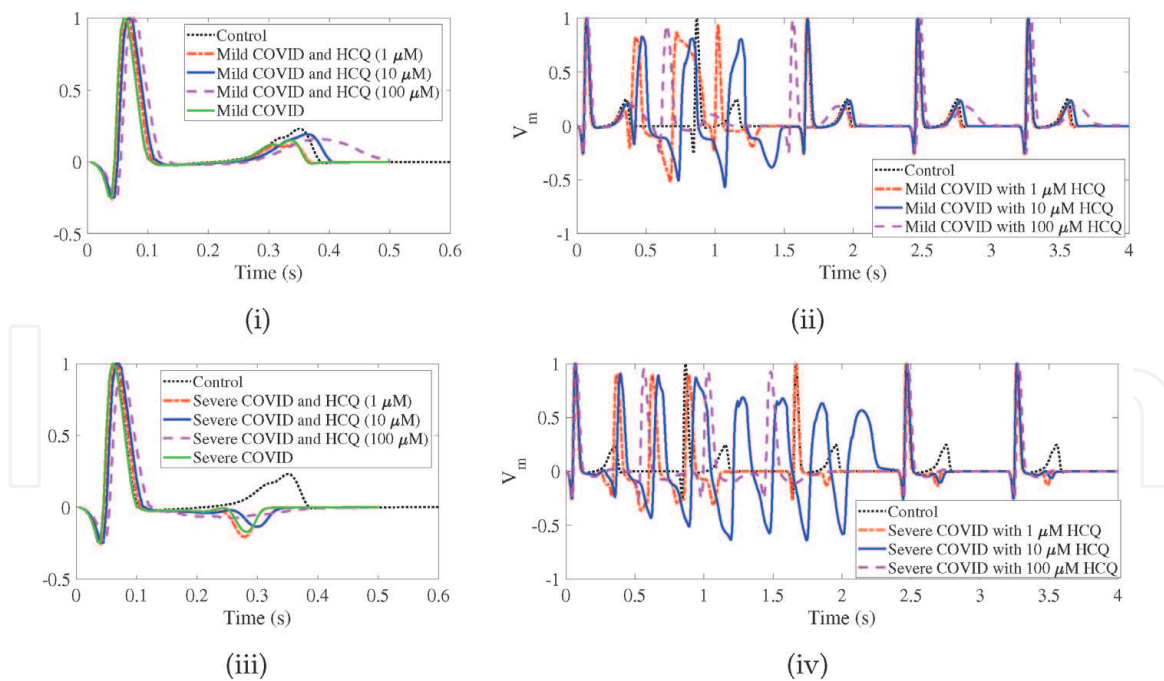 1
0.5
0
-0.5
0
0.1
0.2
0.3
0.4
0.5
0.6
Time (s)
Control
Mild COVID and HCQ (1 μM)
Mild COVID and HCQ (10 μM)
Mild COVID and HCQ (100 μM)
Mild COVID
(i)
V_m
1
0.5
0
-0.5
-1
0
0.5
1
1.5
2
2.5
3
3.5
4
Time (s)
Control
Mild COVID with 1 μM HCQ
Mild COVID with 10 μM HCQ
Mild COVID with 100 μM HCQ
(ii)
1
0.5
0
-0.5
0
0.1
0.2
0.3
0.4
0.5
0.6
Time (s)
Control
Severe COVID and HCQ (1 μM)
Severe COVID and HCQ (10 μM)
Severe COVID and HCQ (100 μM)
Severe COVID
(iii)
V_m
1
0.5
0
-0.5
-1
0
0.5
1
1.5
2
2.5
3
3.5
4
Time (s)
Control
Severe COVID with 1 μM HCQ
Severe COVID with 10 μM HCQ
Severe COVID with 100 μM HCQ
(iv)